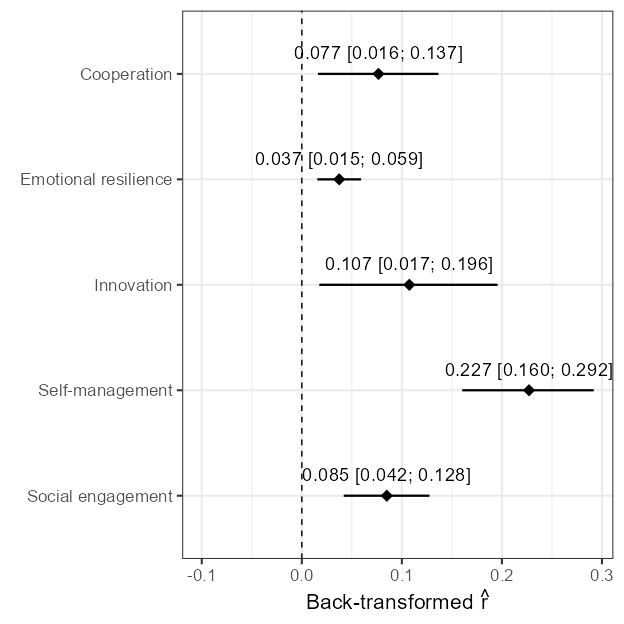 0.077 [0.016; 0.137]
Cooperation
0.037 [0.015; 0.059]
Emotional resilience
0.107 [0.017; 0.196]
Innovation
0.227 [0.160; 0.292]
Self-management
0.085 [0.042; 0.128]
Social engagement
-0.1 0.0 0.1 0.2 0.3
Back-transformed r̂